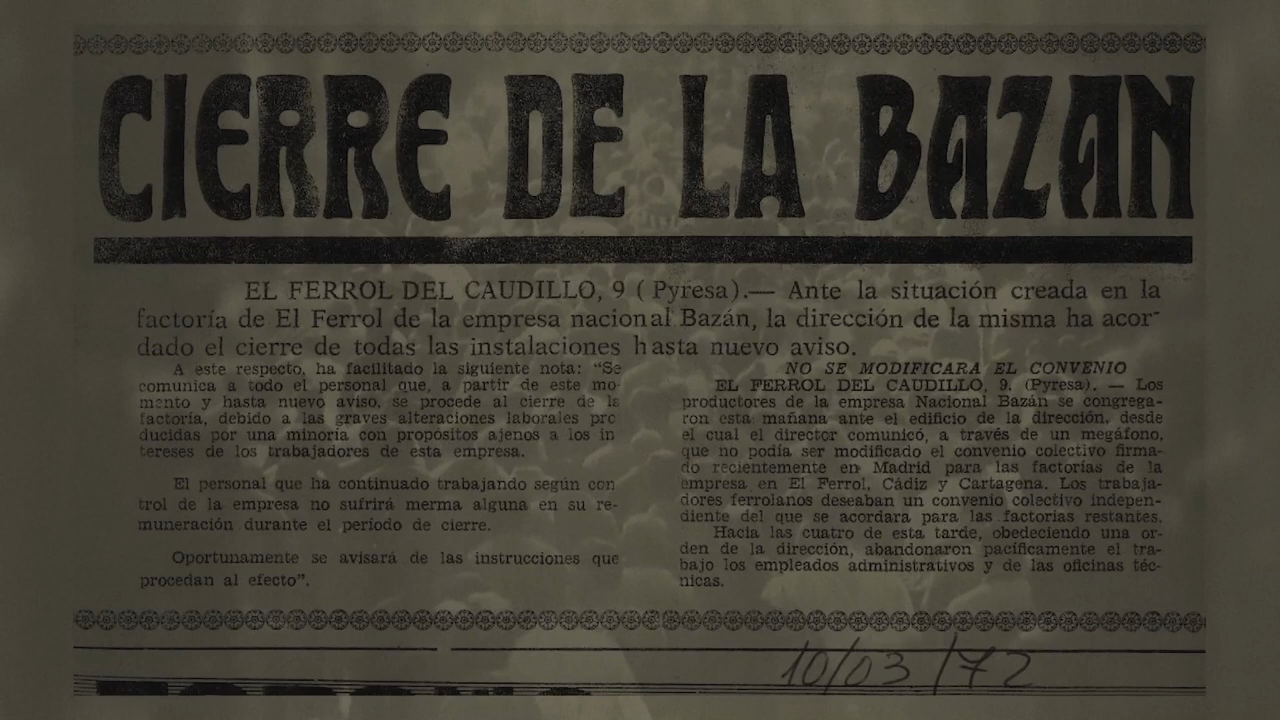 CIERRE DE LA BAZAN
EL FERROL DEL CAUDILLO, 9 (Pyresa).— Ante la situación creada en la
factoría de El Ferrol de la empresa nacional Bazán, la dirección de la misma ha acor-
dado el cierre de todas las instalaciones hasta nuevo aviso.
A este respecto, ha facilitado la siguiente nota: “Se
comunica a todo el personal que, a partir de este mo-
mento y hasta nuevo aviso, se procede al cierre de la
factoría, debido a las graves alteraciones laborales pro
ducidas por una minoría con propósitos ajenos a los in
tereses de los trabajadores de esta empresa.
El personal que ha continuado trabajando según con
trol de la empresa no sufrirá merma alguna en su re-
muneración durante el período de cierre.
Oportunamente se avisará de las instrucciones que
procedan al efecto”.
NO SE MODIFICARA EL CONVENIO
EL FERROL DEL CAUDILLO, 9. (Pyresa). — Los
productores de la empresa Nacional Bazán se congrega-
ron esta mañana ante el edificio de la dirección, desde
el cual el director comunicó, a través de un megáfono,
que no podía ser modificado el convenio colectivo firma-
do recientemente en Madrid para las factorías de la
empresa en El Ferrol, Cádiz y Cartagena. Los trabaja-
dores ferrolanos deseaban un convenio colectivo indepen-
diente del que se acordara para las factorías restantes.
Hacia las cuatro de esta tarde, obedeciendo una or-
den de la dirección, abandonaron pacíficamente el tra-
bajo los empleados administrativos y de las oficinas téc-
nicas.
10/03/72